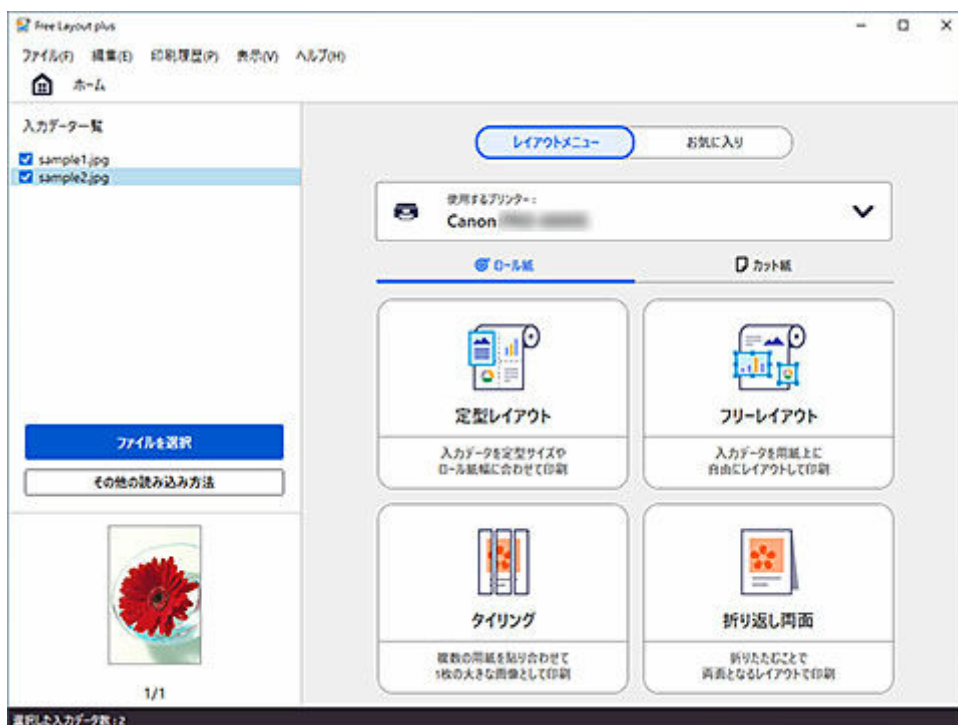 Free Layout plus
ファイル(F) 編集(E) 印刷履歴(P) 表示(V) ヘルプ(H)
ホーム
入力データ一覧
sample1.jpg
sample2.jpg
ファイルを選択
その他の読み込み方法
1/1
選択した入力データ数 : 2
レイアウトメニュー
お気に入り
使用するプリンター :
Canon
ロール紙
カット紙
定型レイアウト
入力データを定型サイズや
ロール紙幅に合わせて印刷
フリーレイアウト
入力データを用紙上に
自由にレイアウトして印刷
タイリング
複数の用紙を貼り合わせて
1枚の大きな画像として印刷
折り返し両面
折りたたむことで
両面となるレイアウトで印刷